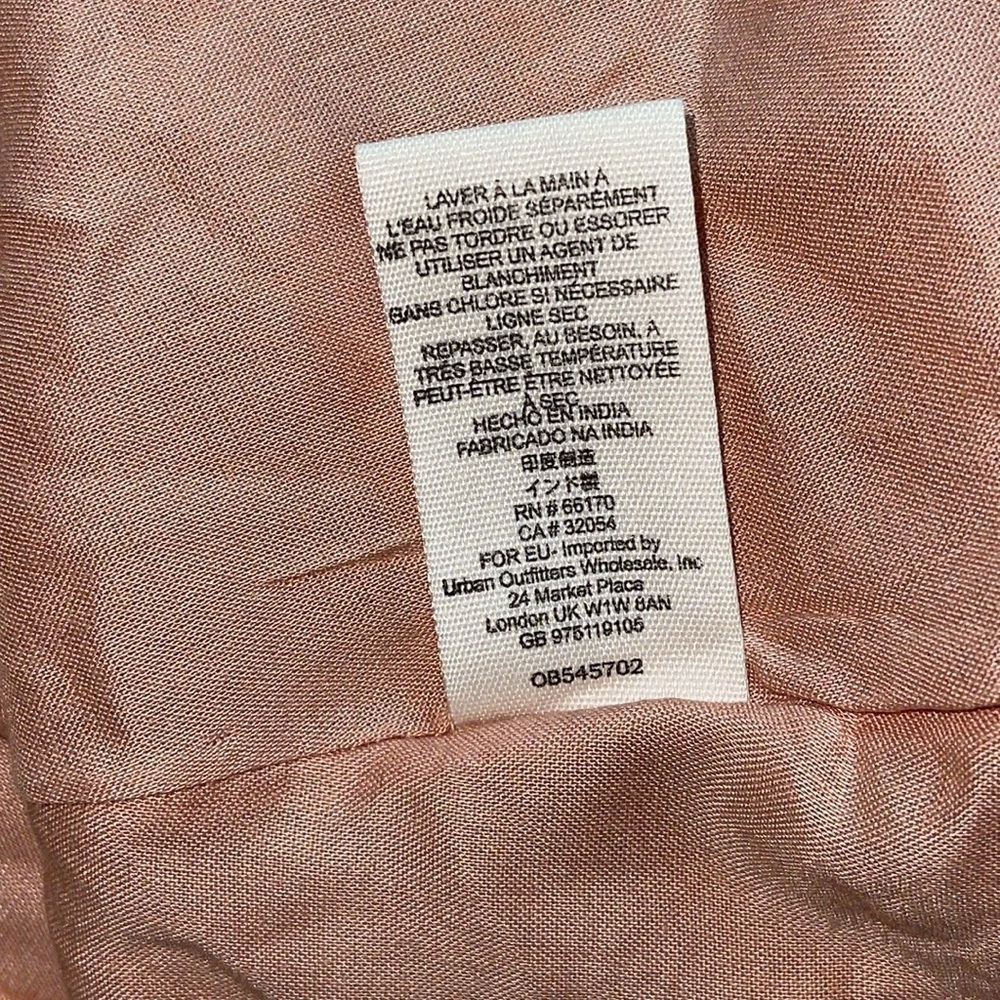 LAVER À LA MAIN À
L'EAU FROIDE SÉPARÉMENT
NE PAS TORDRE OU ESSORER
UTILISER UN AGENT DE
BLANCHIMENT
SANS CHLORE SI NÉCESSAIRE
LIGNE SEC
REPASSER, AU BESOIN, À
TRÈS BASSE TEMPÉRATURE
PEUT-ÊTRE ÊTRE NETTOYÉE
À SEC
HECHO EN INDIA
FABRICADO NA INDIA
印度制造
インド製
RN # 66170
CA# 32054
FOR EU- Imported by
Urban Outfitters Wholesale, Inc
24 Market Place
London UK W1W 8AN
GB 975119105
OB545702